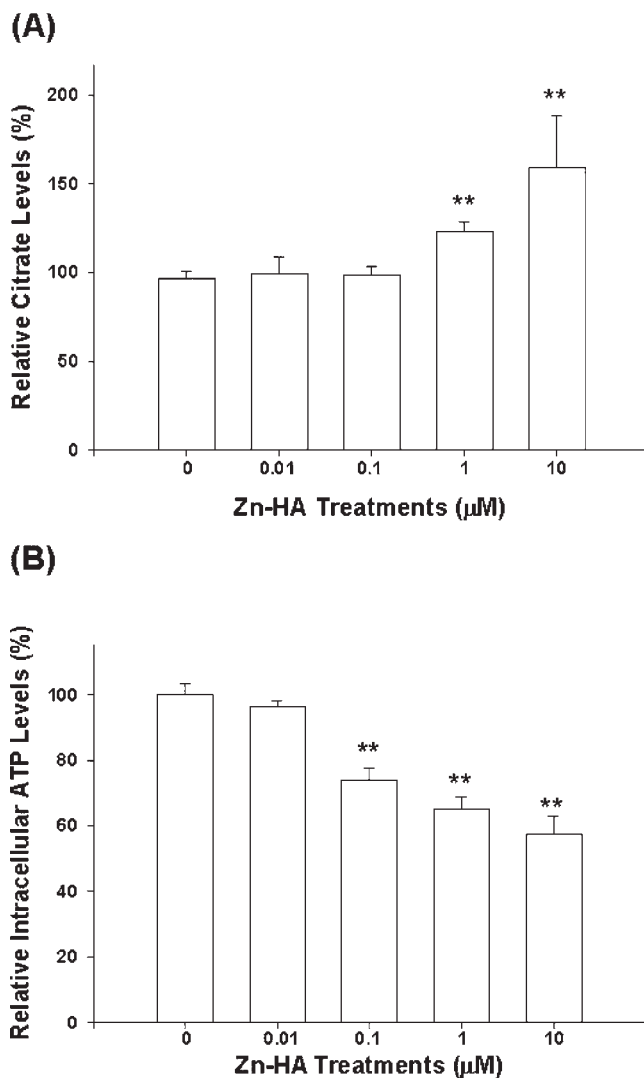 (A)
Relative Citrate Levels (%)
200
150
100
50
0
**
**
0 0.01 0.1 1 10
Zn-HA Treatments (μM)
(B)
Relative Intracellular ATP Levels (%)
100
80
60
40
20
0
**
**
**
0 0.01 0.1 1 10
Zn-HA Treatments (μM)